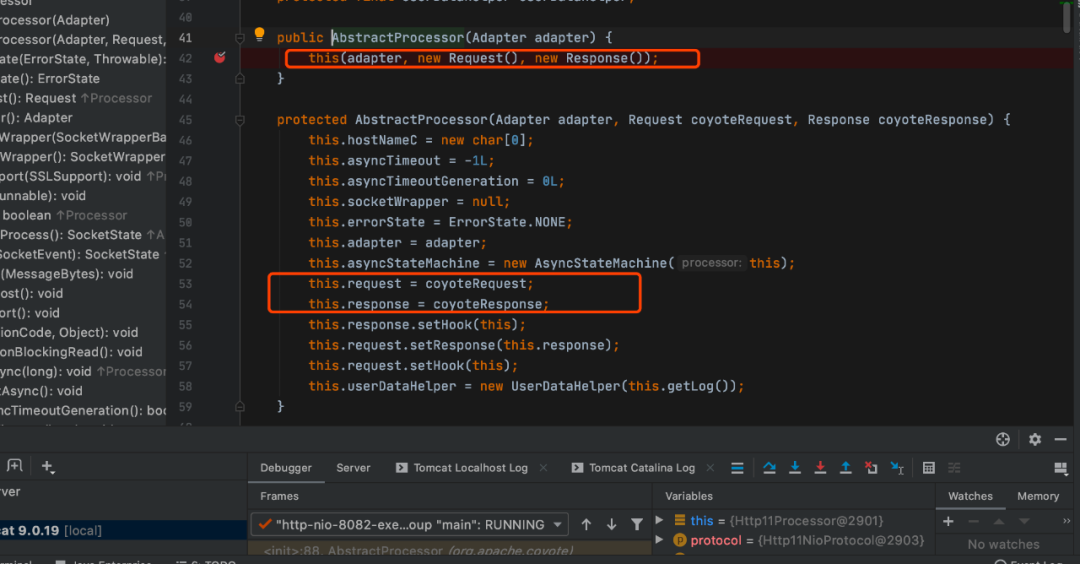 ocessor
rocessor(Adapter)
rocessor(Adapter, Request,
ate(ErrorState, Throwable):
ate(): ErrorState
st(): Request ↑Processor
r(): Adapter
Wrapper(SocketWrapperBa
Wrapper(): SocketWrapper
port(SSLSupport): void ↑P
unnable): void
boolean ↑Processor
Process(): SocketState ↑A
SocketEvent): SocketState
(MessageBytes): void
ost(): void
ort(): void
ionCode, Object): void
onBlockingRead(): void
ync(long): void ↑Processor
tAsync(): void
ncTimeoutGeneration(): boo
40
41 public AbstractProcessor(Adapter adapter) {
42 this(adapter, new Request(), new Response());
43 }
44
45 protected AbstractProcessor(Adapter adapter, Request coyoteRequest, Response coyoteResponse) {
46 this.hostNameC = new char[0];
47 this.asyncTimeout = -1L;
48 this.asyncTimeoutGeneration = 0L;
49 this.socketWrapper = null;
50 this.errorState = ErrorState.NONE;
51 this.adapter = adapter;
52 this.asyncStateMachine = new AsyncStateMachine( processor: this);
53 this.request = coyoteRequest;
54 this.response = coyoteResponse;
55 this.response.setHook(this);
56 this.request.setResponse(this.response);
57 this.request.setHook(this);
58 this.userDataHelper = new UserDataHelper(this.getLog());
59 }
rver
cat 9.0.19 [local]
Debugger Server Tomcat Localhost Log × Tomcat Catalina Log ×
Frames
"http-nio-8082-exe...oup "main": RUNNING
<init>:88, AbstractProcessor (org.apache.coyote)
Variables
this = {Http11Processor@2901}
protocol = {Http11NioProtocol@2903}
Watches Memory
No watches
Event Log